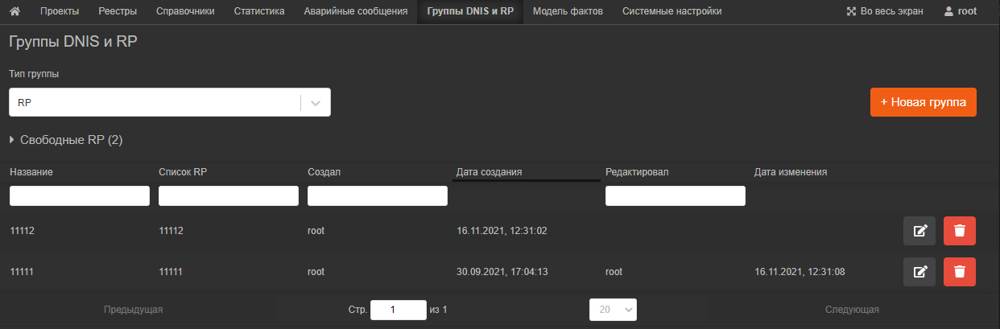 Проекты Реестры Справочники Статистика Аварийные сообщения Группы DNIS и RP Модель фактов Системные настройки Во весь экран root
Группы DNIS и RP
Тип группы
RP
+ Новая группа
Свободные RP (2)
Название Список RP Создал Дата создания Редактировал Дата изменения
11112 11112 root 16.11.2021, 12:31:02
11111 11111 root 30.09.2021, 17:04:13 root 16.11.2021, 12:31:08
Предыдущая Стр. 1 из 1 20 Следующая